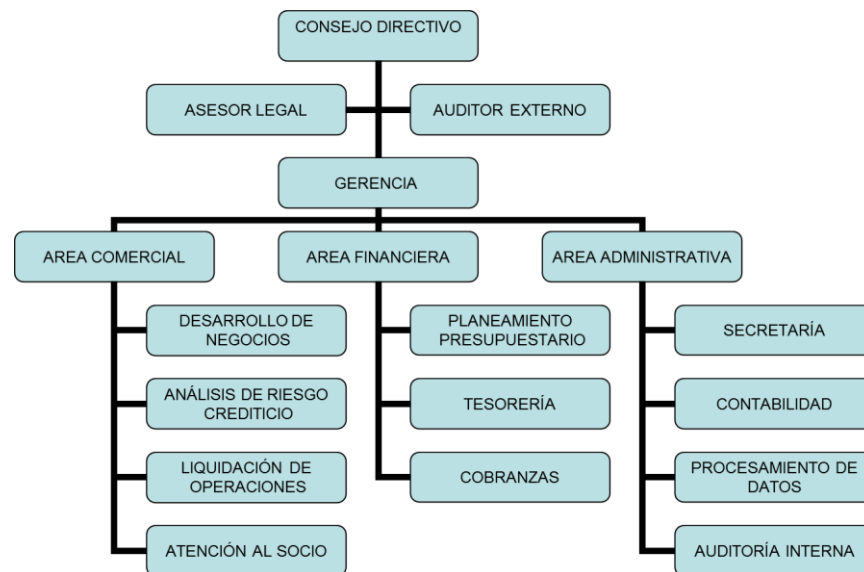 CONSEJO DIRECTIVO
ASESOR LEGAL
AUDITOR EXTERNO
GERENCIA
AREA COMERCIAL
AREA FINANCIERA
AREA ADMINISTRATIVA
DESARROLLO DE
NEGOCIOS
PLANEAMIENTO
PRESUPUESTARIO
SECRETARÍA
ANÁLISIS DE RIESGO
CREDITICIO
TESORERÍA
CONTABILIDAD
LIQUIDACIÓN DE
OPERACIONES
COBRANZAS
PROCESAMIENTO DE
DATOS
ATENCIÓN AL SOCIO
AUDITORÍA INTERNA